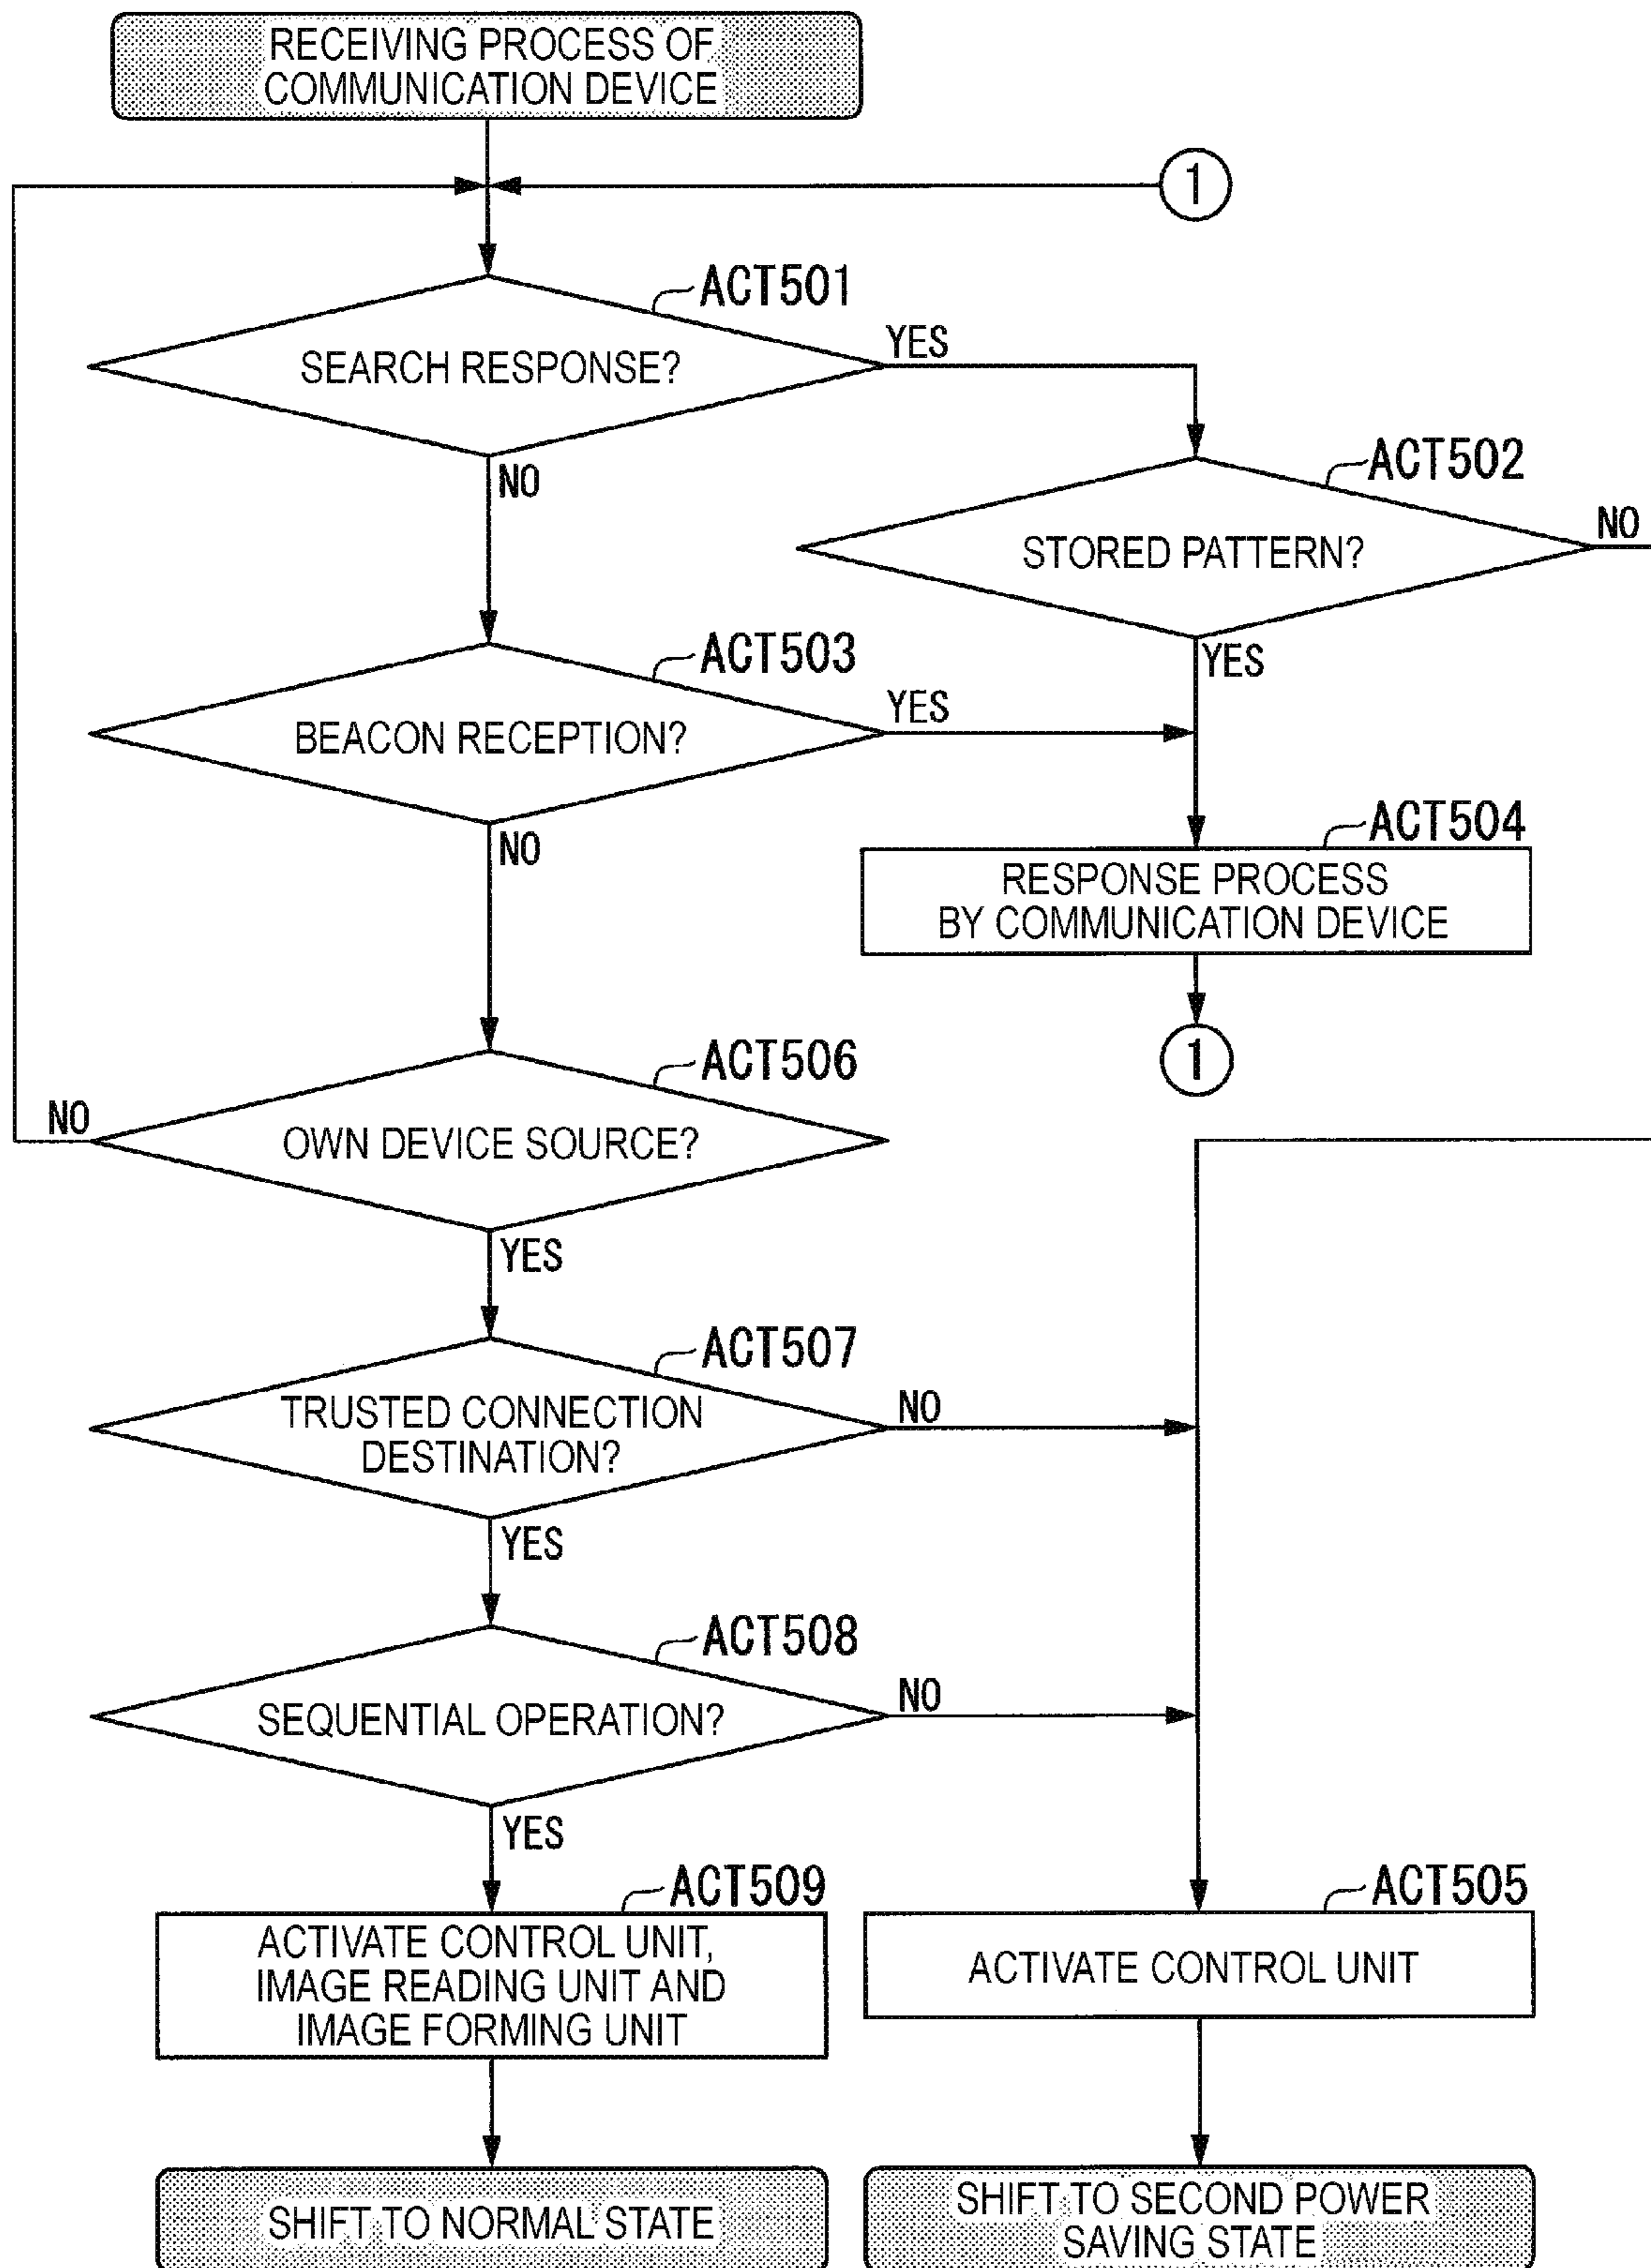 RECEIVING PROCESS OF
COMMUNICATION DEVICE
1
ACT501
SEARCH RESPONSE?
YES
NO
ACT502
STORED PATTERN?
NO
YES
ACT503
BEACON RECEPTION?
YES
NO
ACT504
RESPONSE PROCESS
BY COMMUNICATION DEVICE
1
ACT506
OWN DEVICE SOURCE?
NO
YES
ACT507
TRUSTED CONNECTION
DESTINATION?
NO
YES
ACT508
SEQUENTIAL OPERATION?
NO
YES
ACT509
ACTIVATE CONTROL UNIT,
IMAGE READING UNIT AND
IMAGE FORMING UNIT
ACT505
ACTIVATE CONTROL UNIT
SHIFT TO NORMAL STATE
SHIFT TO SECOND POWER
SAVING STATE